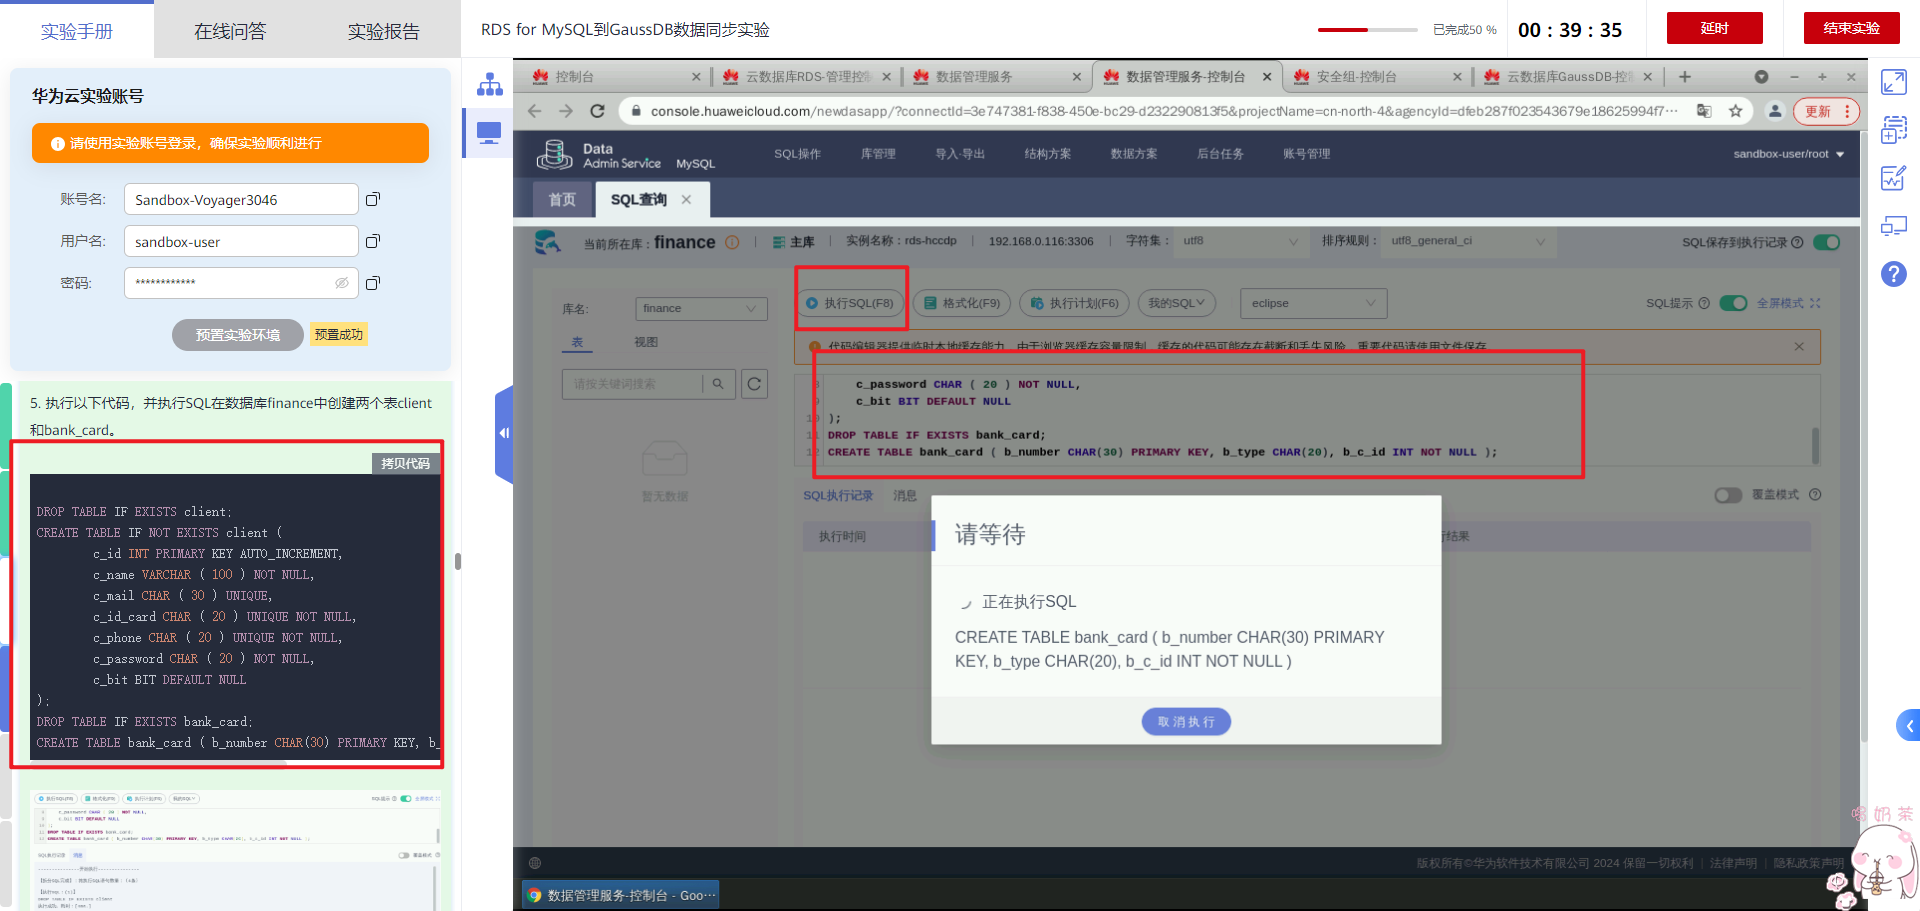 实验手册
在线问答
实验报告
RDS for MySQL到GaussDB数据同步实验
已完成50 %
00 : 39 : 35
延时
结束实验
华为云实验账号
请使用实验账号登录，确保实验顺利进行
账号名:
Sandbox-Voyager3046
用户名:
sandbox-user
密码:
************
预置实验环境
预置成功
5. 执行以下代码，并执行SQL在数据库finance中创建两个表client
和bank_card。
拷贝代码
DROP TABLE IF EXISTS client;
CREATE TABLE IF NOT EXISTS client (
c_id INT PRIMARY KEY AUTO_INCREMENT,
c_name VARCHAR ( 100 ) NOT NULL,
c_mail CHAR ( 30 ) UNIQUE,
c_id_card CHAR ( 20 ) UNIQUE NOT NULL,
c_phone CHAR ( 20 ) UNIQUE NOT NULL,
c_password CHAR ( 20 ) NOT NULL,
c_bit BIT DEFAULT NULL
);
DROP TABLE IF EXISTS bank_card;
CREATE TABLE bank_card ( b_number CHAR(30) PRIMARY KEY, b_
控制台
云数据库RDS-管理控
数据管理服务
数据管理服务-控制台
安全组-控制台
云数据库GaussDB-控
console.huaweicloud.com/newdasapp/?connectId=3e747381-f838-450e-bc29-d232290813f5&projectName=cn-north-4&agencyId=dfeb287f023543679e18625994f7···
更新
Data
Admin Service MySQL
SQL操作
库管理
导入·导出
结构方案
数据方案
后台任务
账号管理
sandbox-user/root
首页
SQL查询
当前所在库：finance
主库
实例名称：rds-hccdp
192.168.0.116:3306
字符集：
utf8
排序规则：
utf8_general_ci
SQL保存到执行记录
库名:
finance
表
视图
请按关键词搜索
暂无数据
执行SQL(F8)
格式化(F9)
执行计划(F6)
我的SQL
eclipse
SQL提示
全屏模式
代码编辑器提供临时本地缓存能力，由于浏览器缓存容量限制，缓存的代码可能存在截断和丢失风险，重要代码请使用文件保存
8 c_password CHAR ( 20 ) NOT NULL,
9 c_bit BIT DEFAULT NULL
10 );
11 DROP TABLE IF EXISTS bank_card;
12 CREATE TABLE bank_card ( b_number CHAR(30) PRIMARY KEY, b_type CHAR(20), b_c_id INT NOT NULL );
SQL执行记录
消息
覆盖模式
执行时间
行结果
请等待
正在执行SQL
CREATE TABLE bank_card ( b_number CHAR(30) PRIMARY
KEY, b_type CHAR(20), b_c_id INT NOT NULL )
取消执行
版权所有©华为软件技术有限公司 2024 保留一切权利 | 法律声明 | 隐私政策声明
数据管理服务-控制台 - Goo···